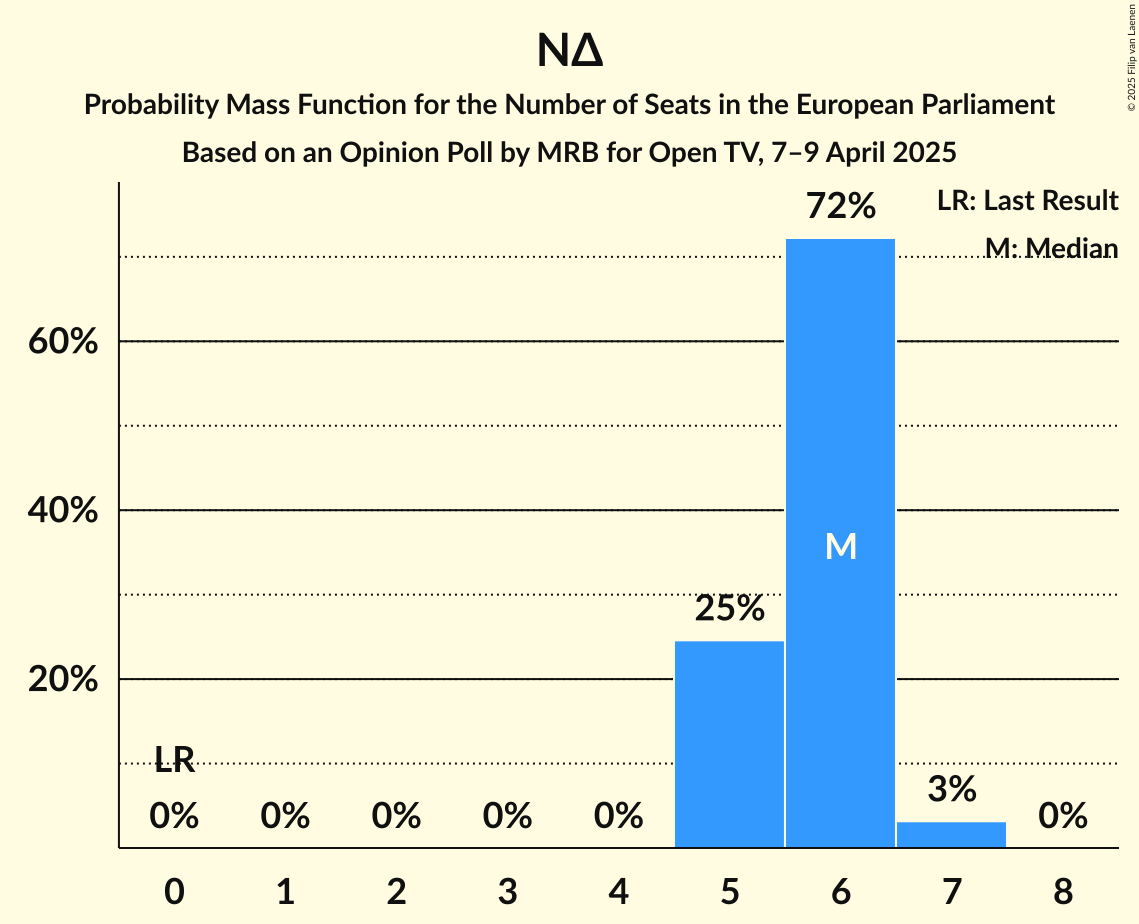 ΝΔ
Probability Mass Function for the Number of Seats in the European Parliament
Based on an Opinion Poll by MRB for Open TV, 7–9 April 2025
© 2025 Filip van Laenen
LR: Last Result
M: Median
72%
60%
40%
M
25%
20%
LR
3%
0% 0% 0% 0% 0% 0%
0 1 2 3 4 5 6 7 8